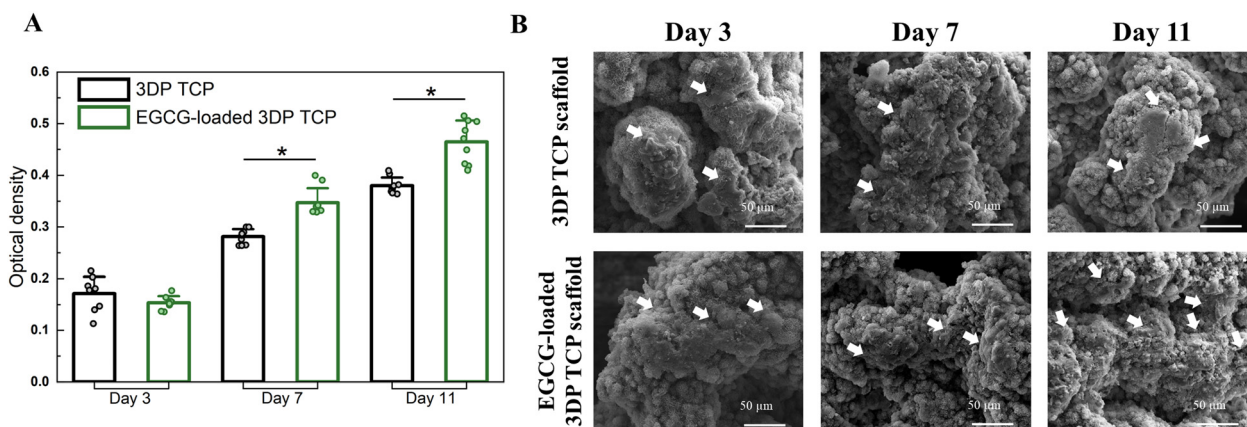 A
0.6
0.5
0.4
0.3
0.2
0.1
0.0
Optical density
3DP TCP
EGCG-loaded 3DP TCP
*
*
Day 3
Day 7
Day 11
B
Day 3
Day 7
Day 11
3DP TCP scaffold
50 μm
50 μm
50 μm
EGCG-loaded
3DP TCP scaffold
50 μm
50 μm
50 μm